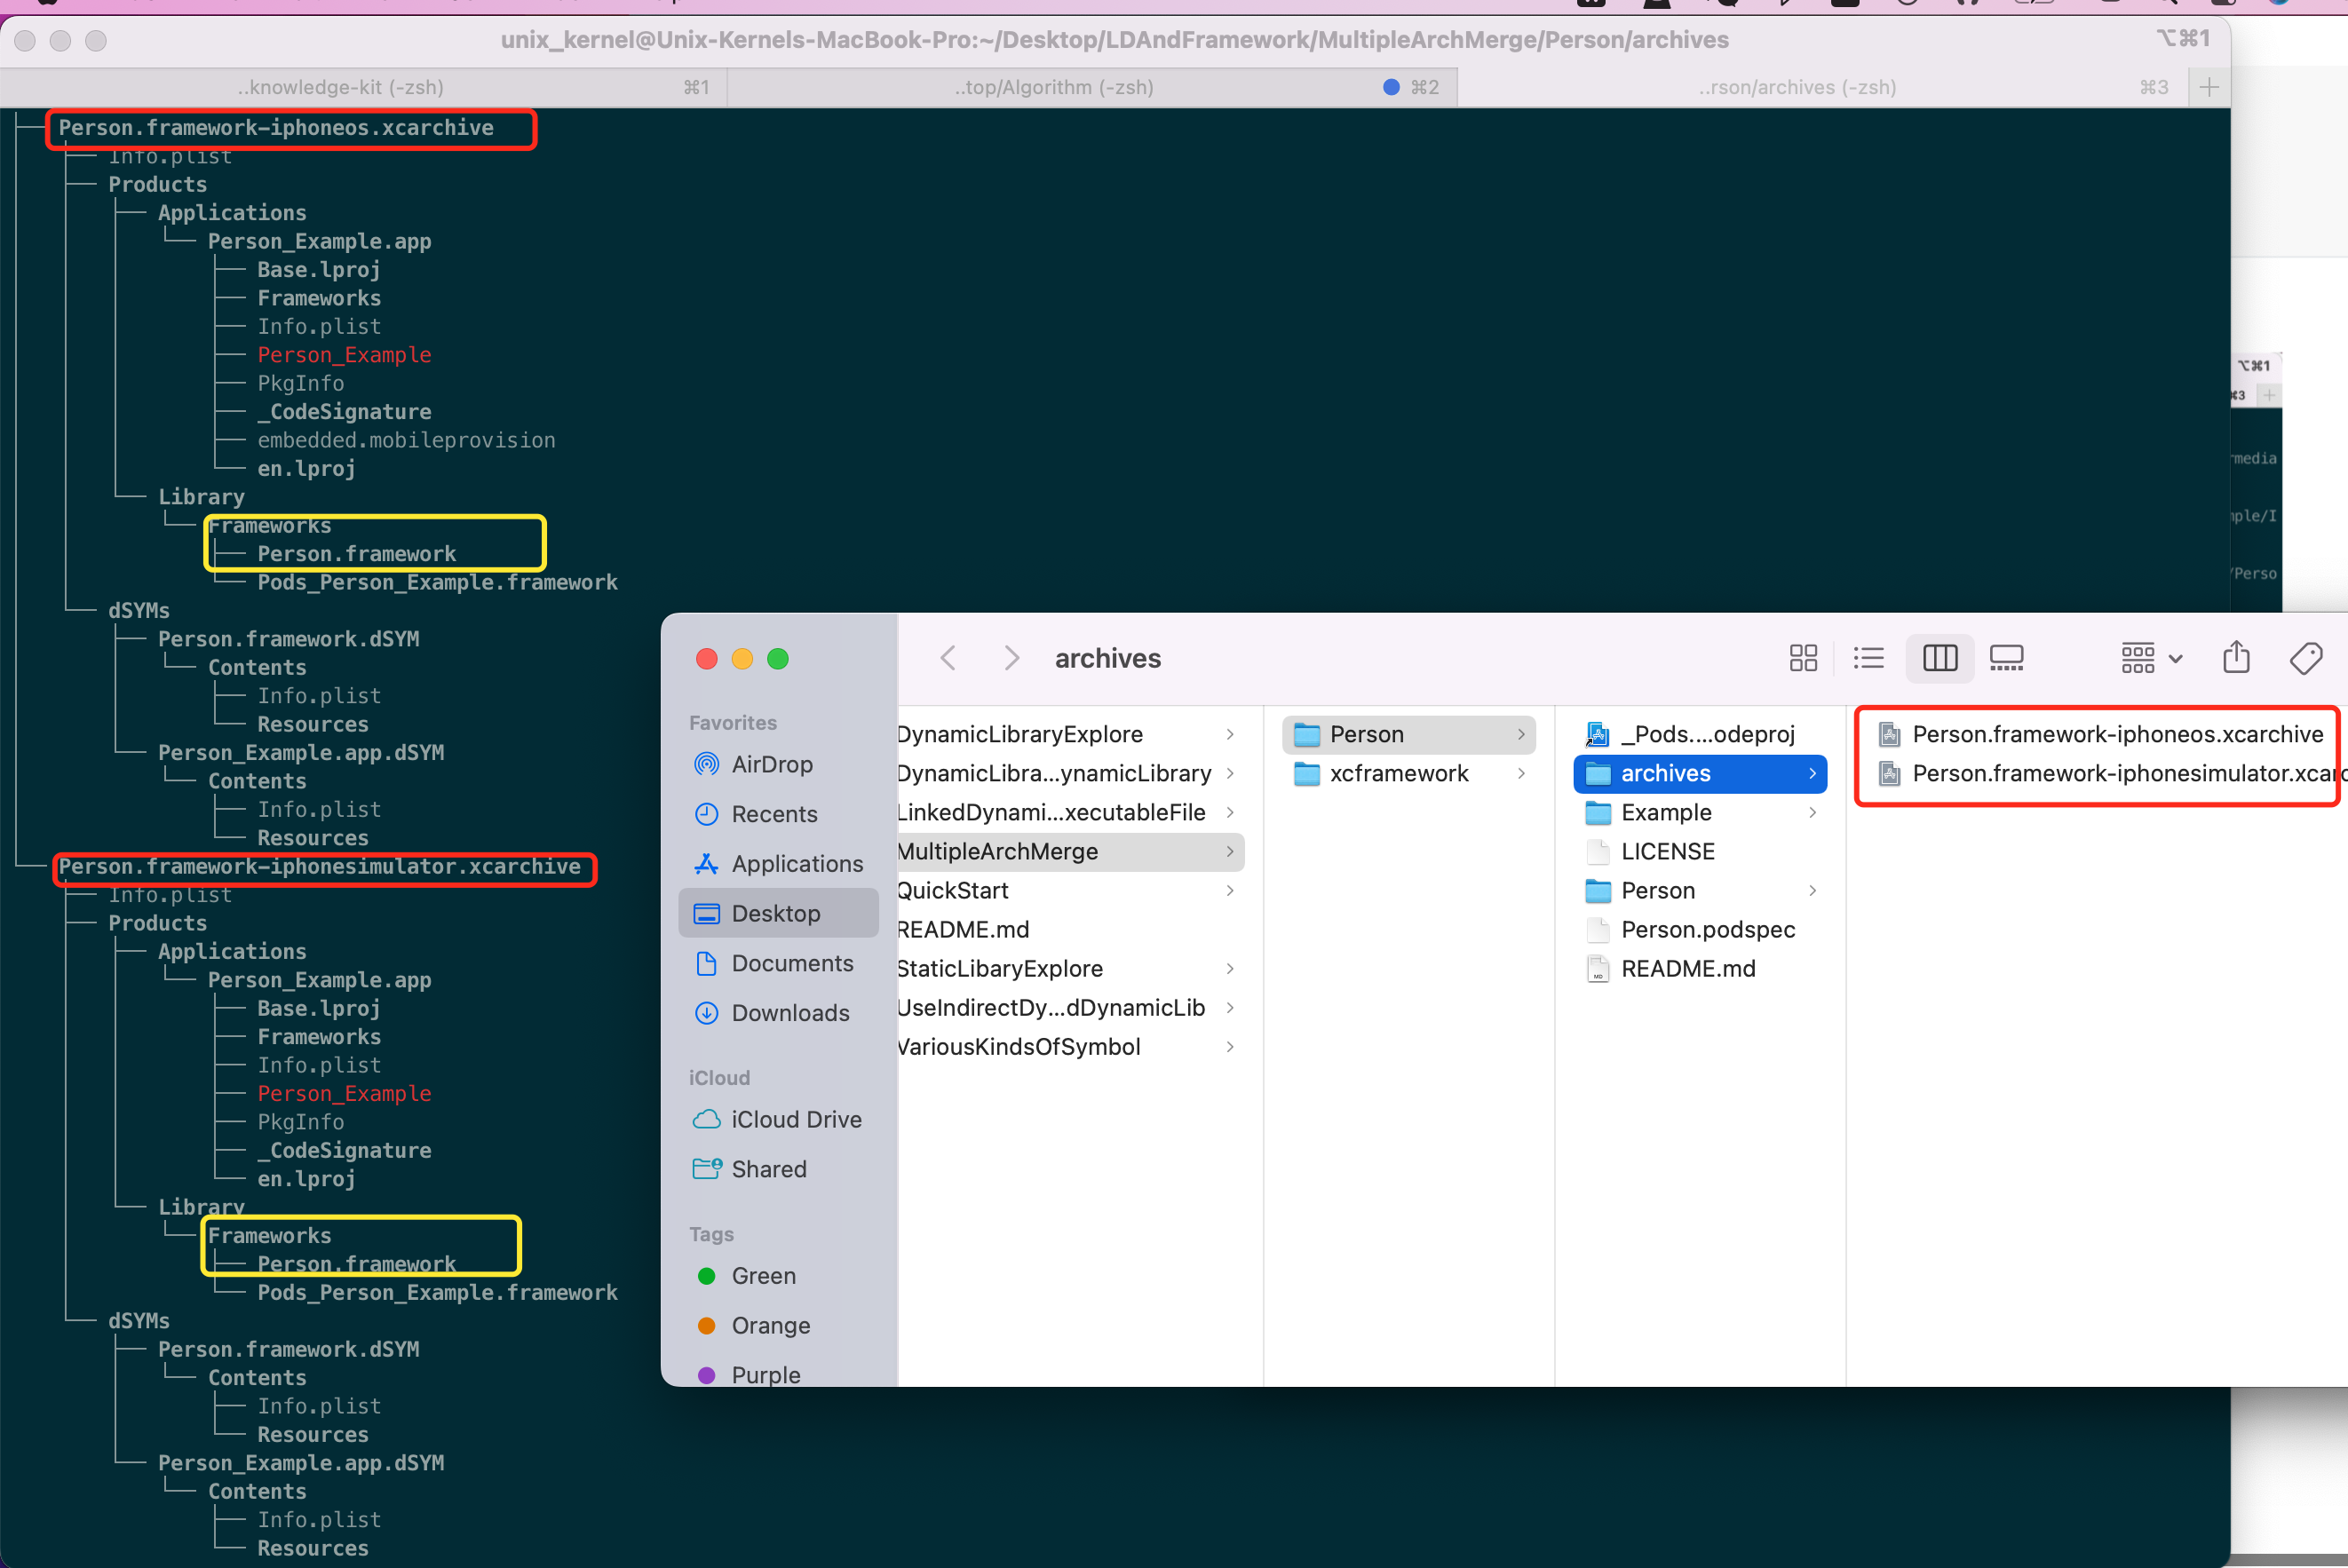 unix_kernel@Unix-Kernels-MacBook-Pro:~/Desktop/LDAndFramework/MultipleArchMerge/Person/archives
⌥⌘1
..knowledge-kit (-zsh)
⌘1
..top/Algorithm (-zsh)
⌘2
..rson/archives (-zsh)
⌘3
Person.framework-iphoneos.xcarchive
Info.plist
Products
Applications
Person_Example.app
Base.lproj
Frameworks
Info.plist
Person_Example
PkgInfo
_CodeSignature
embedded.mobileprovision
en.lproj
Library
Frameworks
Person.framework
Pods_Person_Example.framework
dSYMs
Person.framework.dSYM
Contents
Info.plist
Resources
Person_Example.app.dSYM
Contents
Info.plist
Resources
Person.framework-iphonesimulator.xcarchive
Info.plist
Products
Applications
Person_Example.app
Base.lproj
Frameworks
Info.plist
Person_Example
PkgInfo
_CodeSignature
en.lproj
Library
Frameworks
Person.framework
Pods_Person_Example.framework
dSYMs
Person.framework.dSYM
Contents
Info.plist
Resources
Person_Example.app.dSYM
Contents
Info.plist
Resources
⌥⌘1
⌘3
rmedia
mple/I
/Perso
archives
Favorites
AirDrop
Recents
Applications
Desktop
Documents
Downloads
iCloud
iCloud Drive
Shared
Tags
Green
Orange
Purple
DynamicLibraryExplore
DynamicLibra...ynamicLibrary
LinkedDynami...xecutableFile
MultipleArchMerge
QuickStart
README.md
StaticLibaryExplore
UseIndirectDy...dDynamicLib
VariousKindsOfSymbol
Person
xcframework
_Pods....odeproj
archives
Example
LICENSE
Person
Person.podspec
README.md
Person.framework-iphoneos.xcarchive
Person.framework-iphonesimulator.xcarc